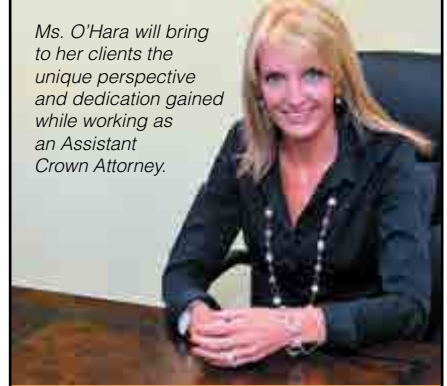 Ms. O’Hara will bring
to her clients the
unique perspective
and dedication gained
while working as
an Assistant
Crown Attorney.